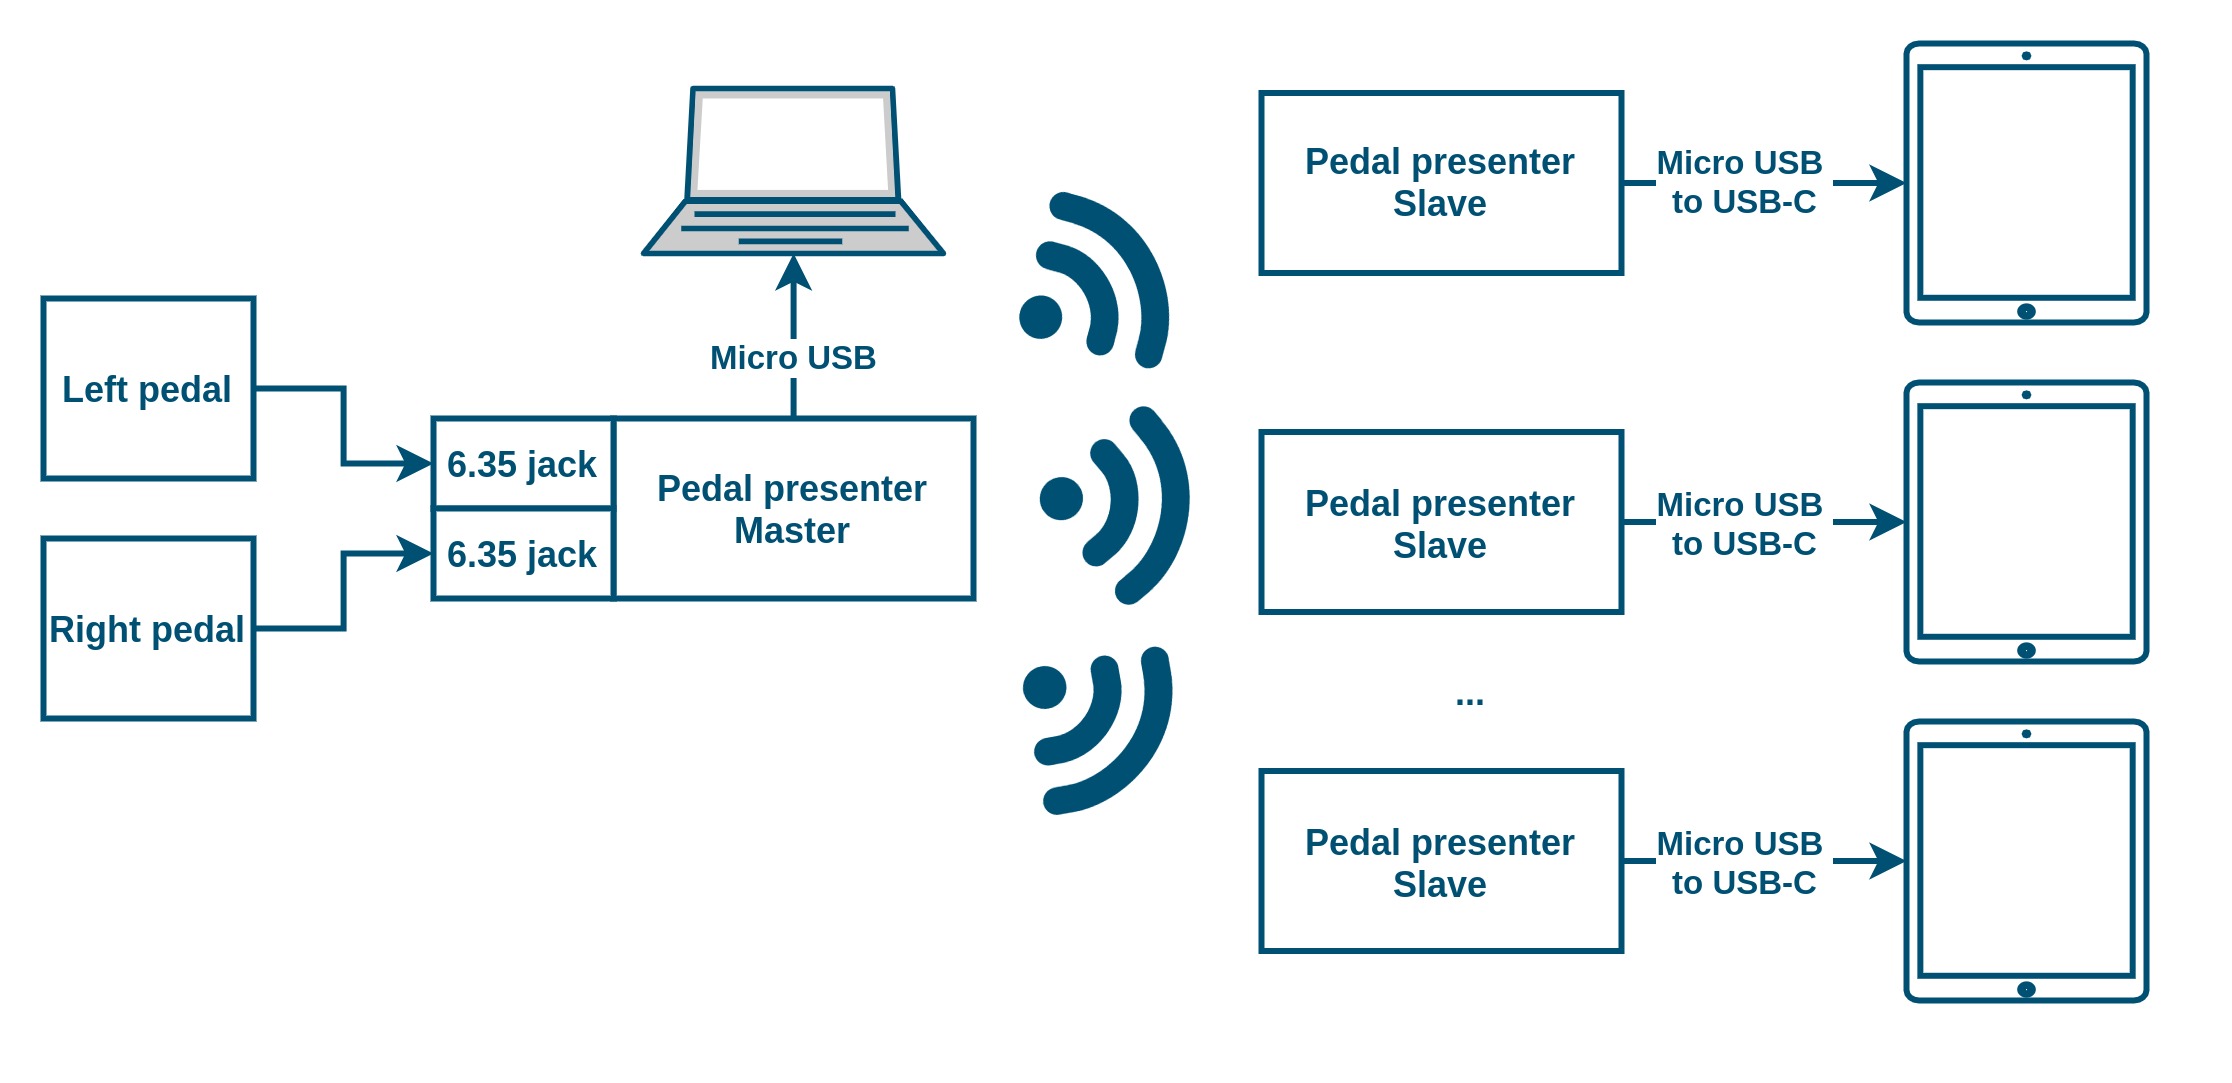 Left pedal
Right pedal
6.35 jack
6.35 jack
Micro USB
Pedal presenter
Master
Pedal presenter
Slave
Micro USB
to USB-C
Pedal presenter
Slave
Micro USB
to USB-C
...
Pedal presenter
Slave
Micro USB
to USB-C